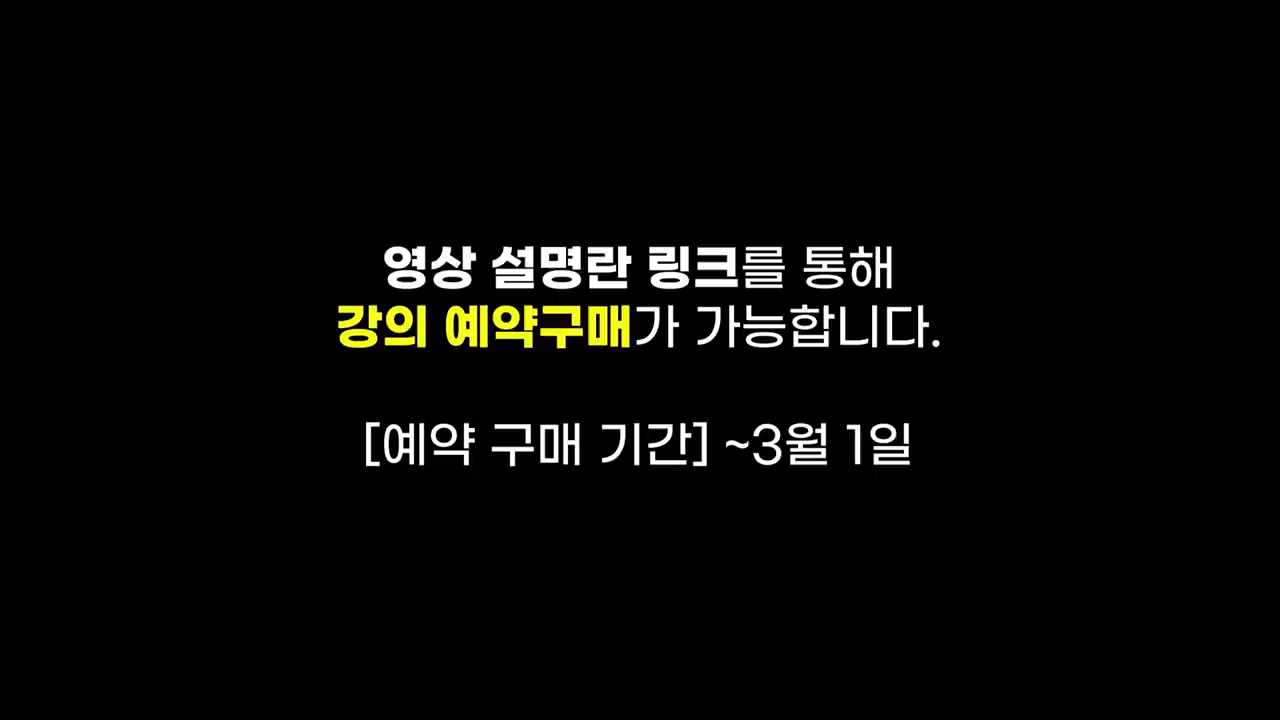 영상 설명란 링크를 통해
강의 예약구매가 가능합니다.
[예약 구매 기간] ~3월 1일